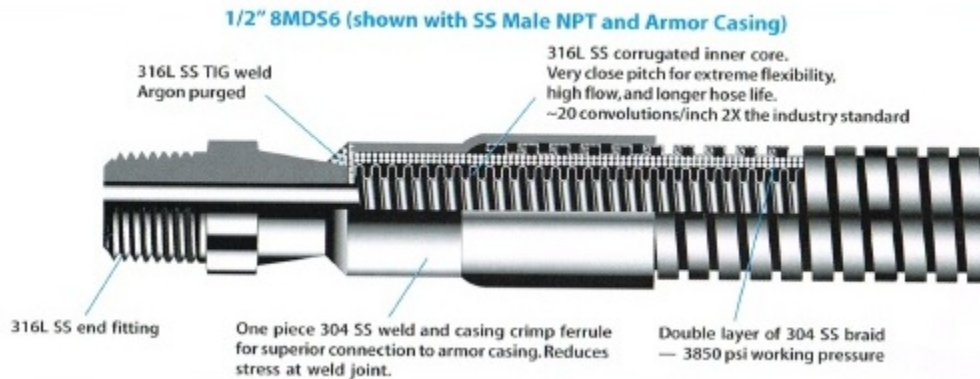 1/2" 8MDS6 (shown with SS Male NPT and Armor Casing)
316L SS TIG weld
Argon purged
316L SS corrugated inner core.
Very close pitch for extreme flexibility,
high flow, and longer hose life.
~20 convolutions/inch 2X the industry standard
316L SS end fitting
One piece 304 SS weld and casing crimp ferrule
for superior connection to armor casing. Reduces
stress at weld joint.
Double layer of 304 SS braid
— 3850 psi working pressure